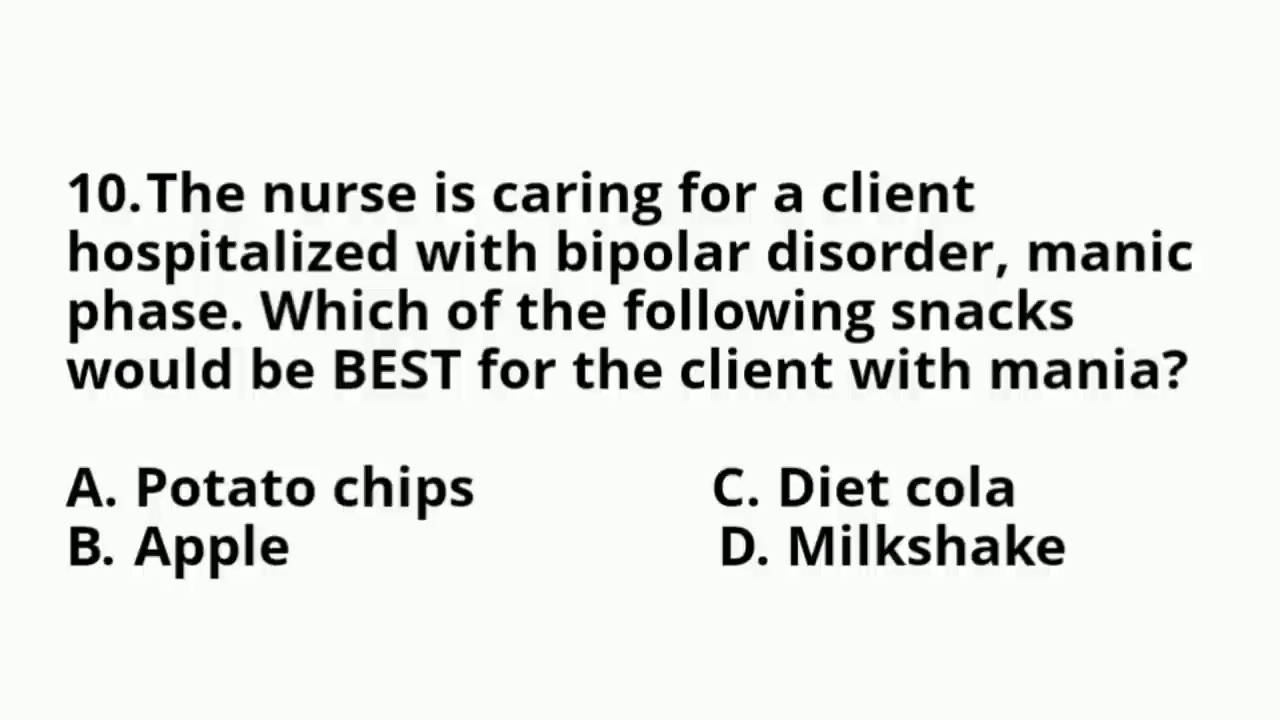 10.The nurse is caring for a client
hospitalized with bipolar disorder, manic
phase. Which of the following snacks
would be BEST for the client with mania?
A. Potato chips C. Diet cola
B. Apple D. Milkshake